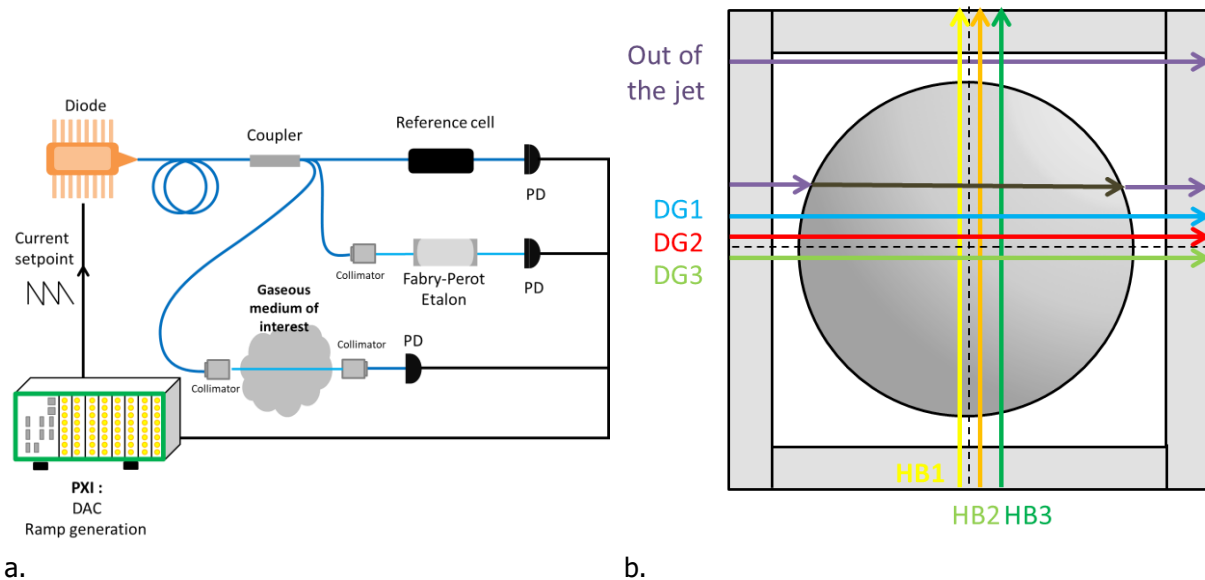 Diode
Coupler
Reference cell
PD
Current
setpoint
Collimator
Fabry-Perot
Etalon
PD
Gaseous
medium of
interest
Collimator
PD
Collimator
PXI :
DAC
Ramp generation
a.
Out of
the jet
DG1
DG2
DG3
HB1
HB2
HB3
b.